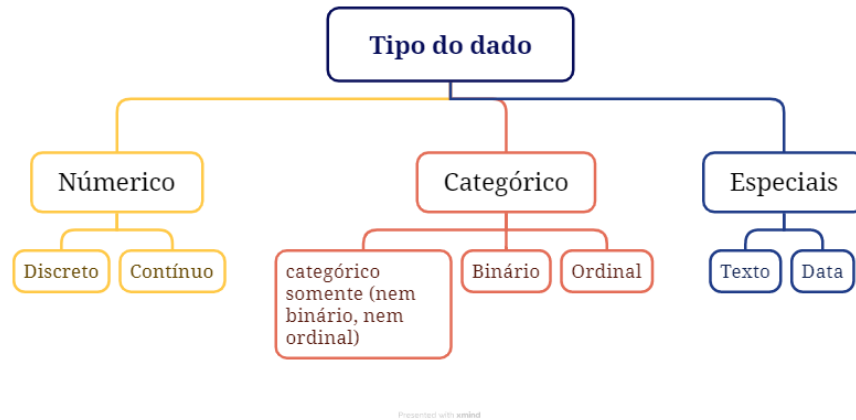 Tipo do dado
Númerico
Categórico
Especiais
Discreto
Contínuo
categórico
somente (nem
binário, nem
ordinal)
Binário
Ordinal
Texto
Data
Presented with xmind